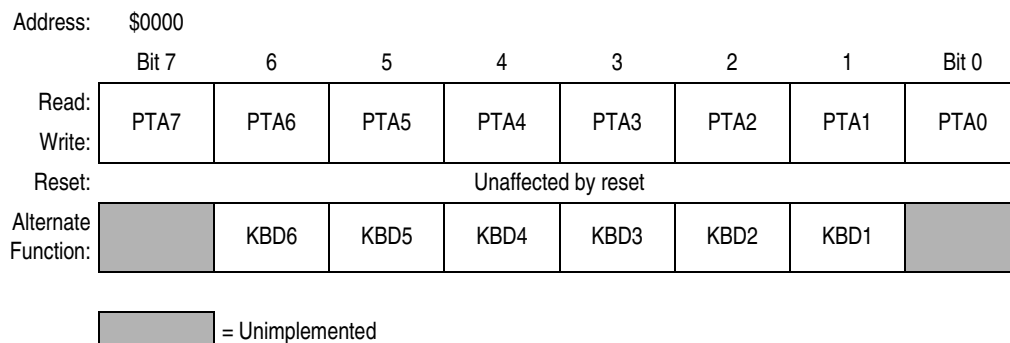 Address: $0000
Bit 7 6 5 4 3 2 1 Bit 0
Read:
PTA7 PTA6 PTA5 PTA4 PTA3 PTA2 PTA1 PTA0
Write:
Reset: Unaffected by reset
Alternate
Function:
KBD6 KBD5 KBD4 KBD3 KBD2 KBD1
= Unimplemented